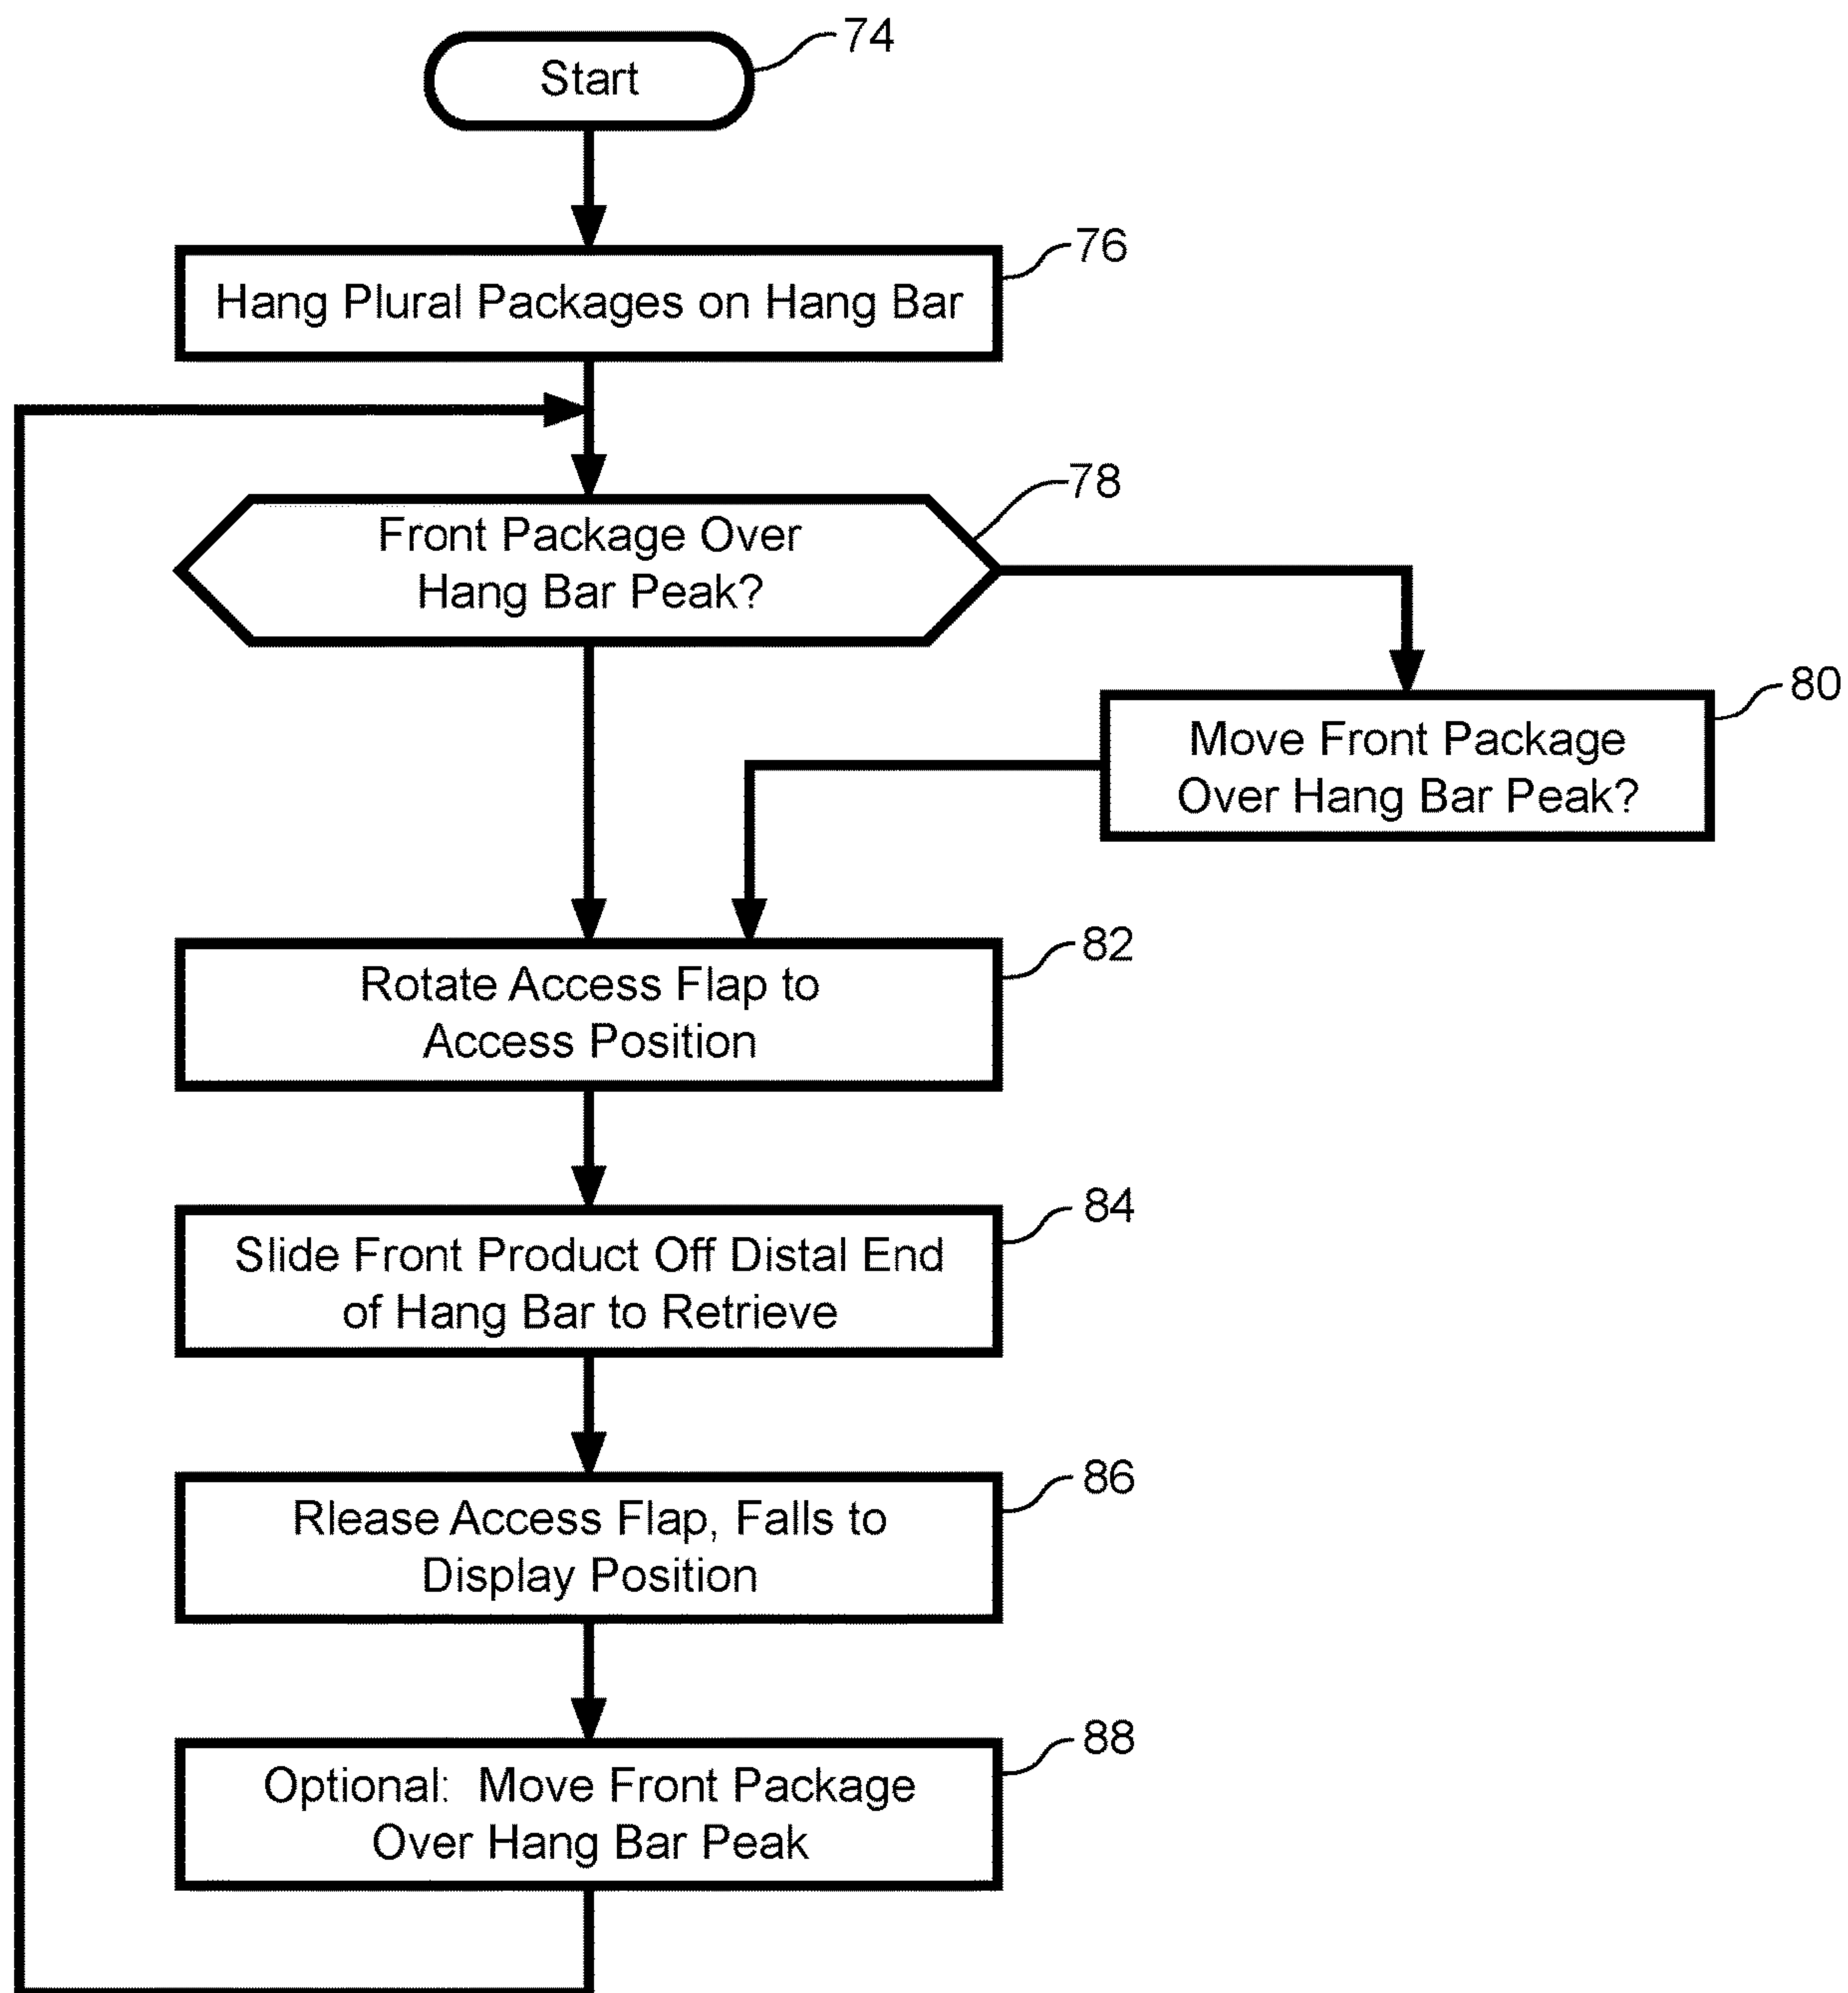 74
Start
76
Hang Plural Packages on Hang Bar
78
Front Package Over
Hang Bar Peak?
80
Move Front Package
Over Hang Bar Peak?
82
Rotate Access Flap to
Access Position
84
Slide Front Product Off Distal End
of Hang Bar to Retrieve
86
Rlease Access Flap, Falls to
Display Position
88
Optional:  Move Front Package
Over Hang Bar Peak